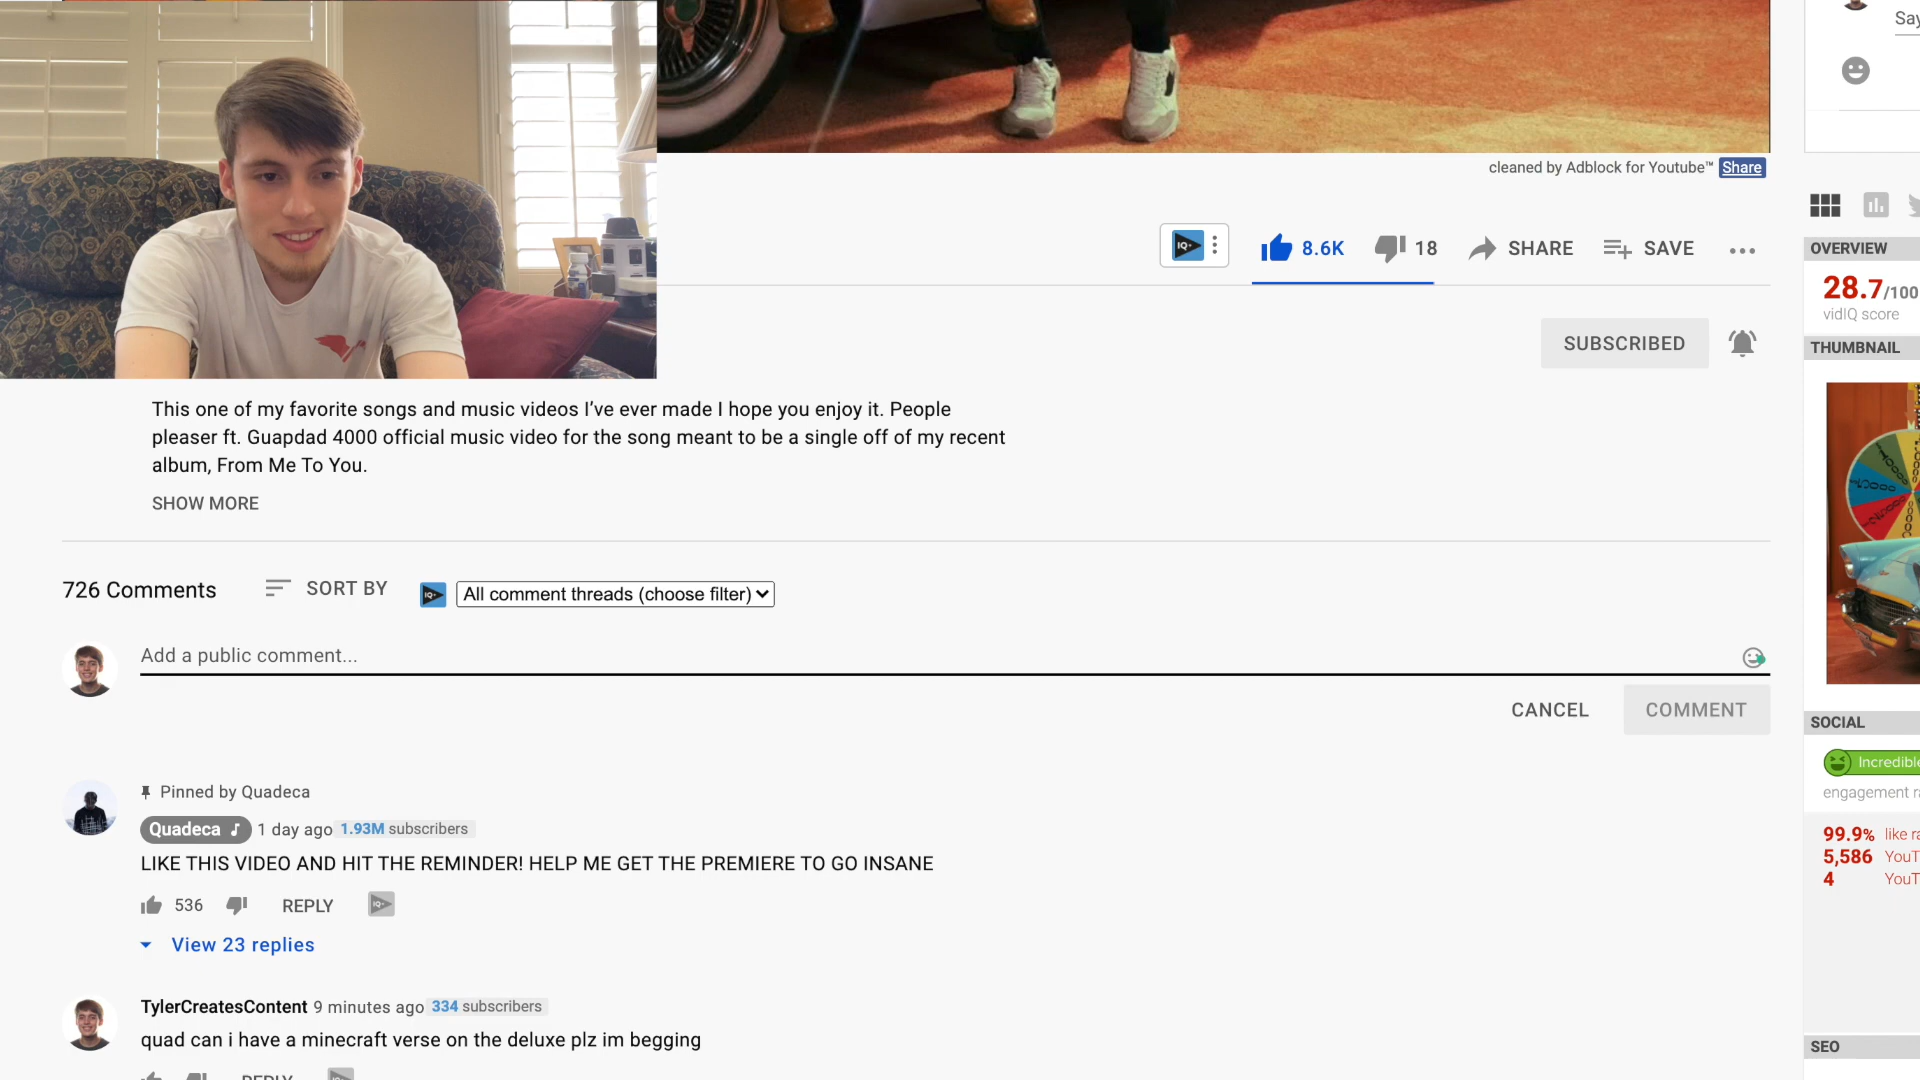 Say
cleaned by Adblock for Youtube™ Share
8.6K
18
SHARE
SAVE
OVERVIEW
28.7/100
vidIQ score
SUBSCRIBED
THUMBNAIL
This one of my favorite songs and music videos I've ever made I hope you enjoy it. People
pleaser ft. Guapdad 4000 official music video for the song meant to be a single off of my recent
album, From Me To You.
SHOW MORE
726 Comments
SORT BY
All comment threads (choose filter)
Add a public comment...
CANCEL
COMMENT
SOCIAL
Incredible
engagement ra
99.9% like ra
5,586 YouT
4 YouT
Pinned by Quadeca
Quadeca 1 day ago 1.93M subscribers
LIKE THIS VIDEO AND HIT THE REMINDER! HELP ME GET THE PREMIERE TO GO INSANE
536
REPLY
View 23 replies
TylerCreatesContent 9 minutes ago 334 subscribers
quad can i have a minecraft verse on the deluxe plz im begging
REPLY
SEO